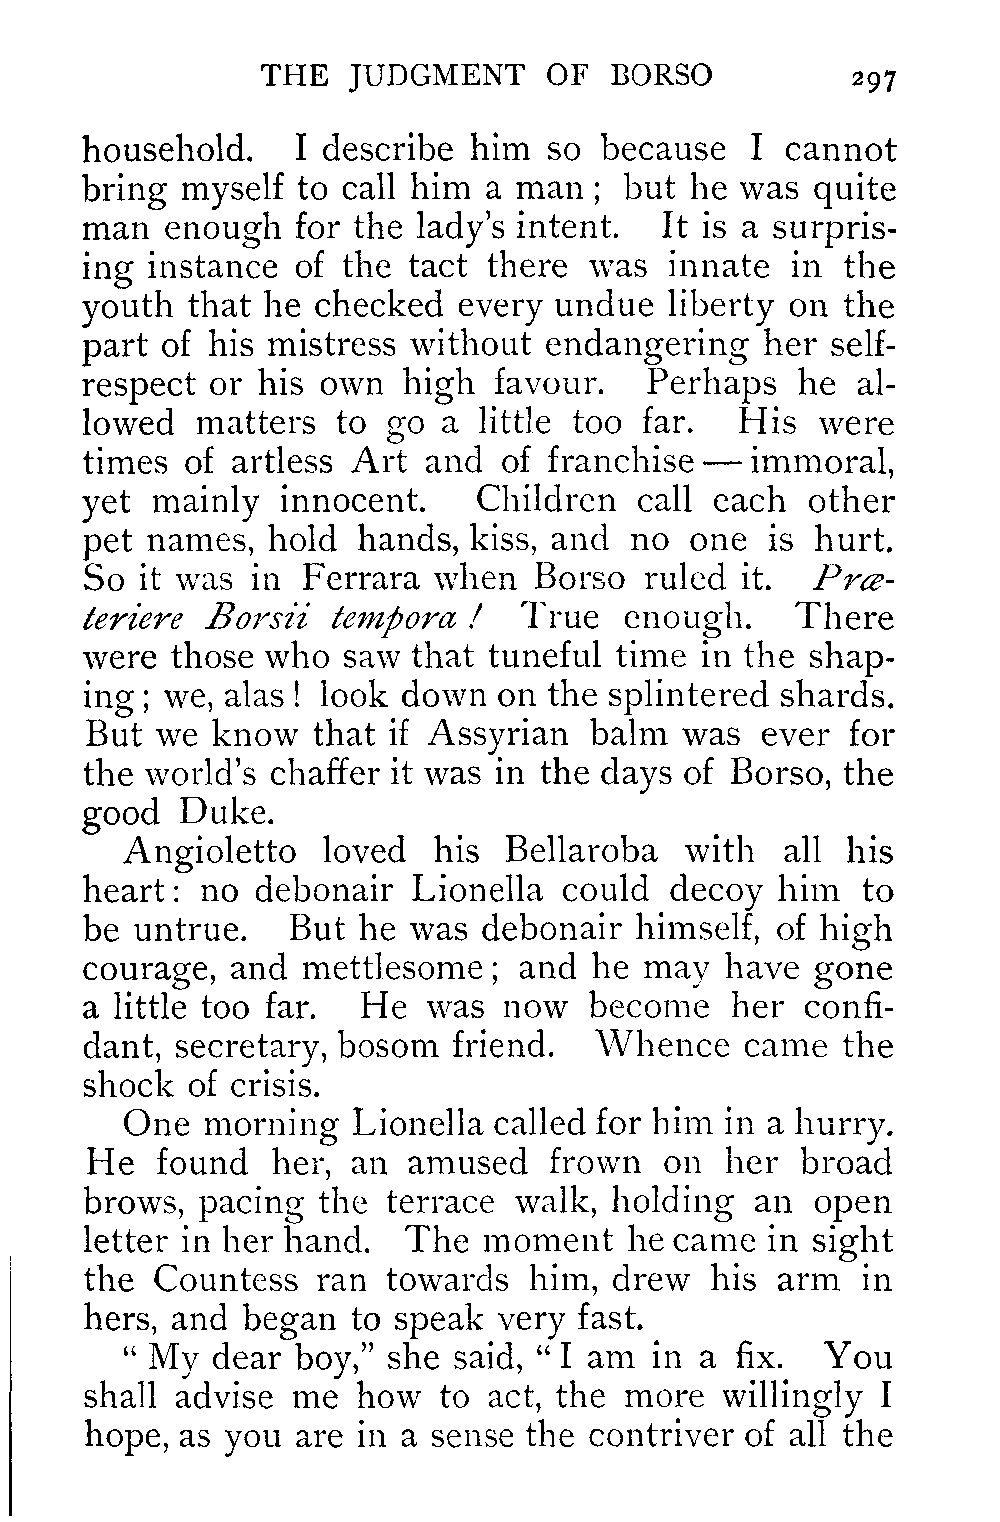 THE JUDGMENT OF BORSO 297
household. I describe him so because I cannot
bring myself to call him a man ; but he was quite
man enough for the lady's intent. It is a surpris-
ing instance of the tact there was innate in the
youth that he checked every undue liberty on the
part of his mistress without endangering her self-
respect or his own high favour. Perhaps he al-
lowed matters to go a little too far. His were
times of artless Art and of franchise — immoral,
yet mainly innocent. Children call each other
pet names, hold hands, kiss, and no one is hurt.
So it was in Ferrara when Borso ruled it. Præ-
teriere Borsii tempora ! True enough. There
were those who saw that tuneful time in the shap-
ing ; we, alas ! look down on the splintered shards.
But we know that if Assyrian balm was ever for
the world's chaffer it was in the days of Borso, the
good Duke.
Angioletto loved his Bellaroba with all his
heart : no debonair Lionella could decoy him to
be untrue. But he was debonair himself, of high
courage, and mettlesome ; and he may have gone
a little too far. He was now become her confi-
dant, secretary, bosom friend. Whence came the
shock of crisis.
One morning Lionella called for him in a hurry.
He found her, an amused frown on her broad
brows, pacing the terrace walk, holding an open
letter in her hand. The moment he came in sight
the Countess ran towards him, drew his arm in
hers, and began to speak very fast.
“ My dear boy,” she said, “ I am in a fix. You
shall advise me how to act, the more willingly I
hope, as you are in a sense the contriver of all the